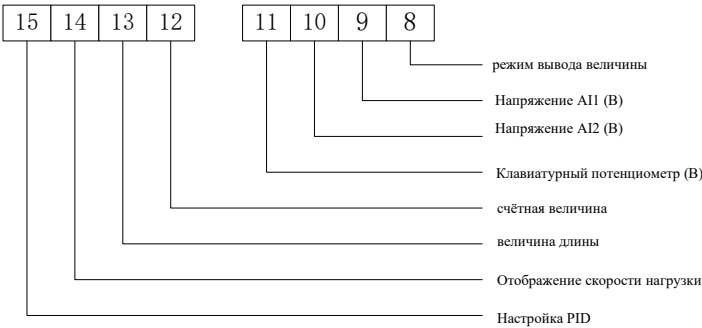 15 14 13 12 11 10 9 8
режим вывода величины
Напряжение AI1 (В)
Напряжение AI2 (В)
Клавиатурный потенциометр (В)
счётная величина
величина длины
Отображение скорости нагрузки
Настройка PID